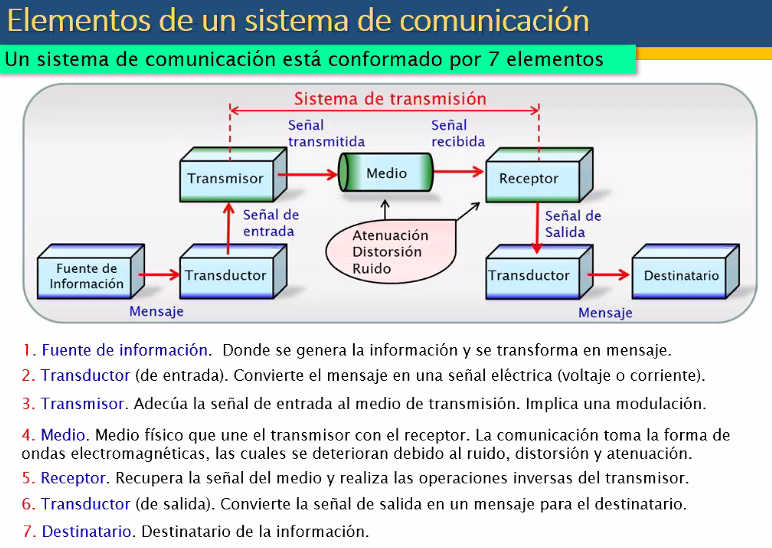 Elementos de un sistema de comunicación
Un sistema de comunicación está conformado por 7 elementos
Sistema de transmisión
Señal
transmitida
Señal
recibida
Transmisor
Medio
Receptor
Señal de
entrada
Atenuación
Distorsión
Ruido
Señal de
Salida
Fuente de
Información
Transductor
Transductor
Destinatario
Mensaje
Mensaje
1. Fuente de información. Donde se genera la información y se transforma en mensaje.
2. Transductor (de entrada). Convierte el mensaje en una señal eléctrica (voltaje o corriente).
3. Transmisor. Adecúa la señal de entrada al medio de transmisión. Implica una modulación.
4. Medio. Medio físico que une el transmisor con el receptor. La comunicación toma la forma de
ondas electromagnéticas, las cuales se deterioran debido al ruido, distorsión y atenuación.
5. Receptor. Recupera la señal del medio y realiza las operaciones inversas del transmisor.
6. Transductor (de salida). Convierte la señal de salida en un mensaje para el destinatario.
7. Destinatario. Destinatario de la información.